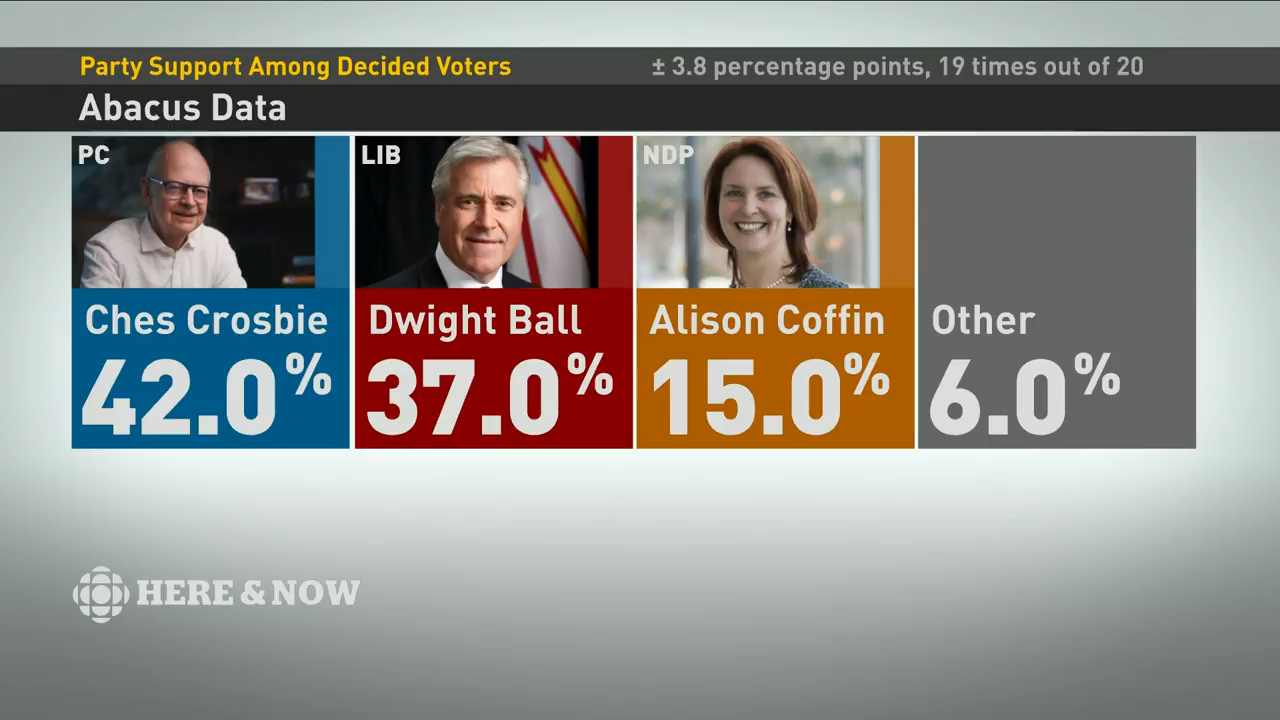 Party Support Among Decided Voters
± 3.8 percentage points, 19 times out of 20
Abacus Data
PC
LIB
NDP
Ches Crosbie
42.0%
Dwight Ball
37.0%
Alison Coffin
15.0%
Other
6.0%
HERE & NOW